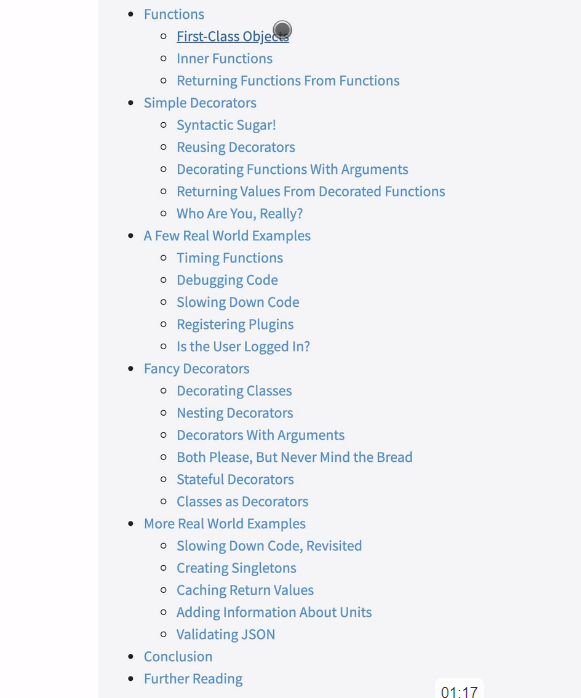 Functions
First-Class Objects
Inner Functions
Returning Functions From Functions
Simple Decorators
Syntactic Sugar!
Reusing Decorators
Decorating Functions With Arguments
Returning Values From Decorated Functions
Who Are You, Really?
A Few Real World Examples
Timing Functions
Debugging Code
Slowing Down Code
Registering Plugins
Is the User Logged In?
Fancy Decorators
Decorating Classes
Nesting Decorators
Decorators With Arguments
Both Please, But Never Mind the Bread
Stateful Decorators
Classes as Decorators
More Real World Examples
Slowing Down Code, Revisited
Creating Singletons
Caching Return Values
Adding Information About Units
Validating JSON
Conclusion
Further Reading
01:17